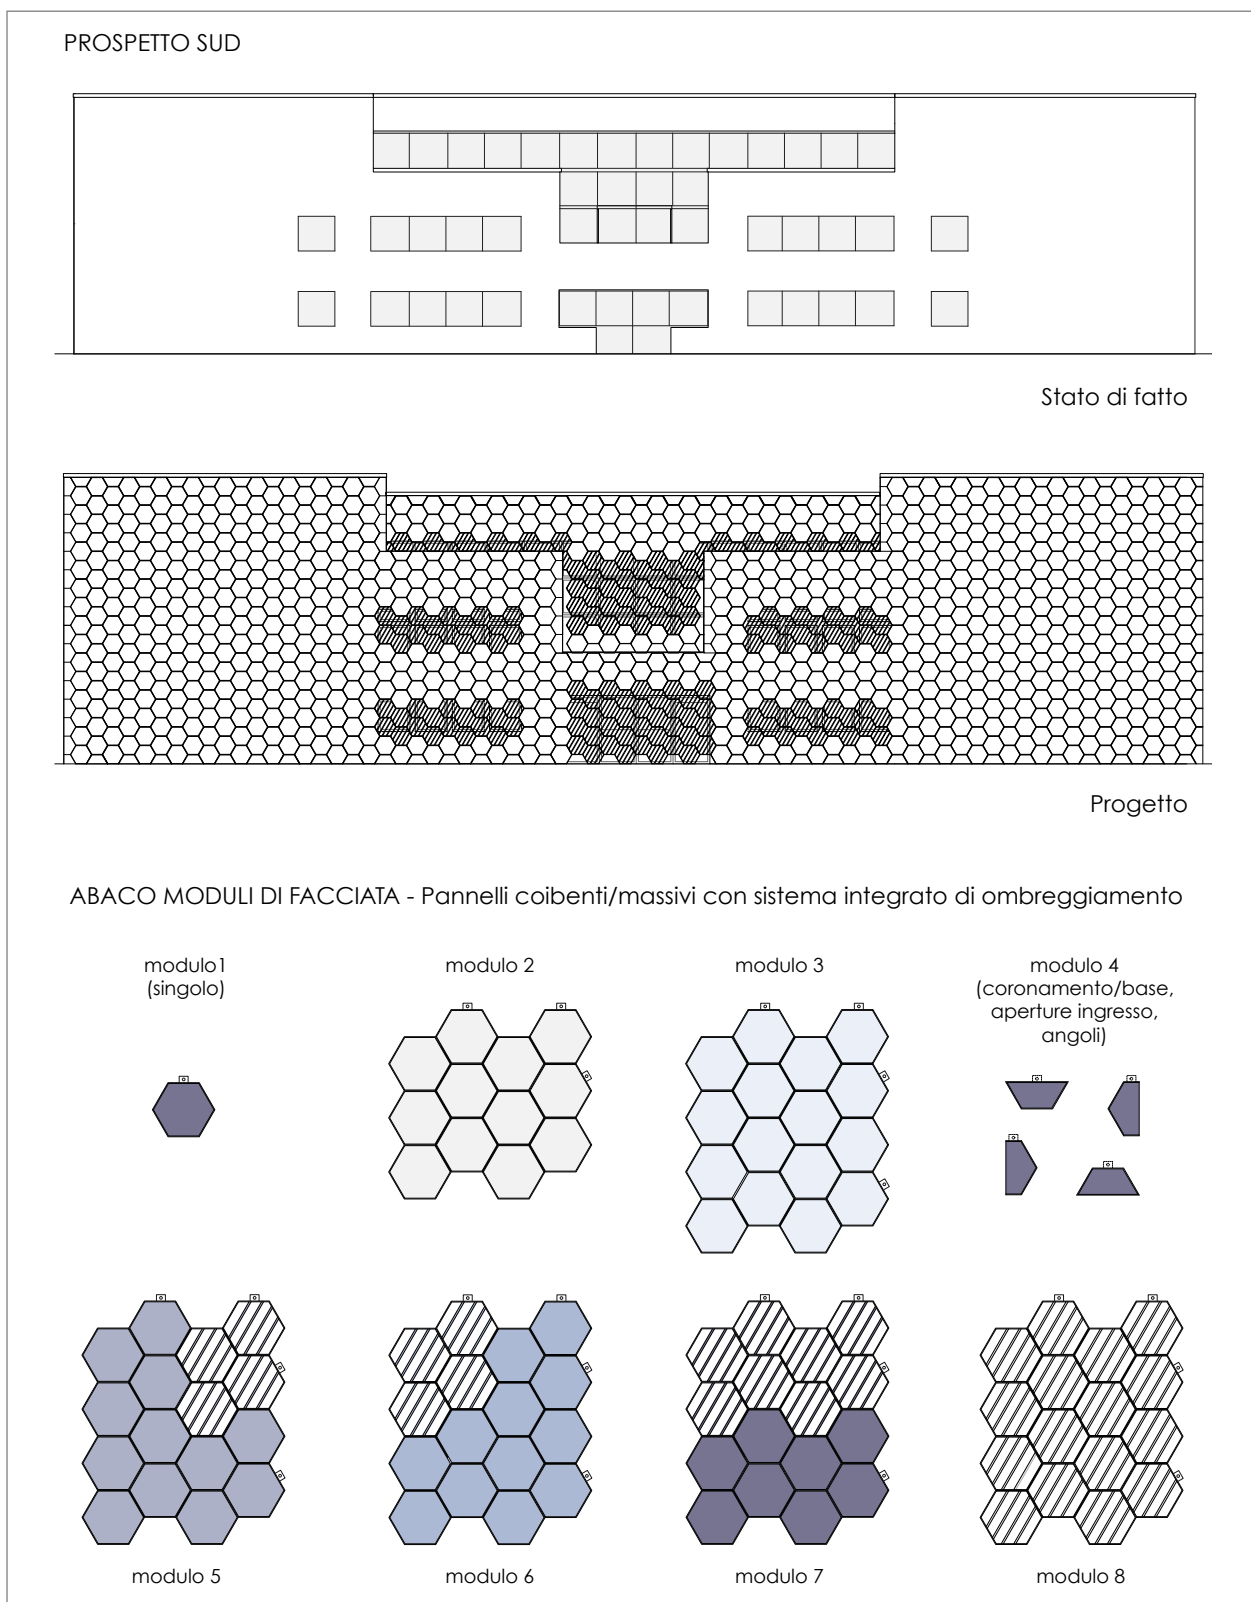 PROSPETTO SUD
Stato di fatto
Progetto
ABACO MODULI DI FACCIATA - Pannelli coibenti/massivi con sistema integrato di ombreggiamento
modulo1
(singolo)
modulo 2
modulo 3
modulo 4
(coronamento/base,
aperture ingresso,
angoli)
modulo 5
modulo 6
modulo 7
modulo 8